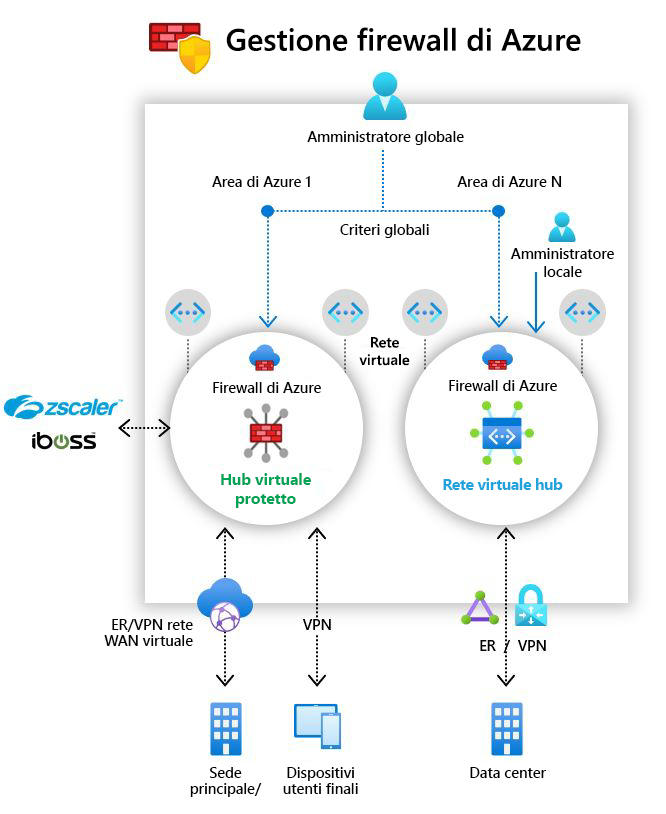 Gestione firewall di Azure
Amministratore globale
Area di Azure 1
Area di Azure N
Criteri globali
Amministratore
locale
Rete
virtuale
Firewall di Azure
Firewall di Azure
zscaler™
iboss
Hub virtuale
protetto
Rete virtuale hub
ER/VPN rete
WAN virtuale
VPN
ER / VPN
Sede
principale/
Dispositivi
utenti finali
Data center